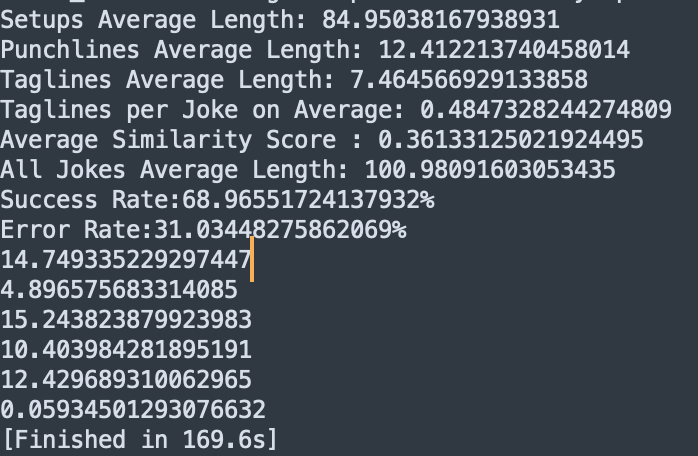 Setups Average Length: 84.95038167938931
Punchlines Average Length: 12.412213740458014
Taglines Average Length: 7.464566929133858
Taglines per Joke on Average: 0.4847328244274809
Average Similarity Score : 0.36133125021924495
All Jokes Average Length: 100.98091603053435
Success Rate:68.96551724137932%
Error Rate:31.03448275862069%
14.749335229297447
4.896575683314085
15.243823879923983
10.403984281895191
12.429689310062965
0.05934501293076632
[Finished in 169.6s]